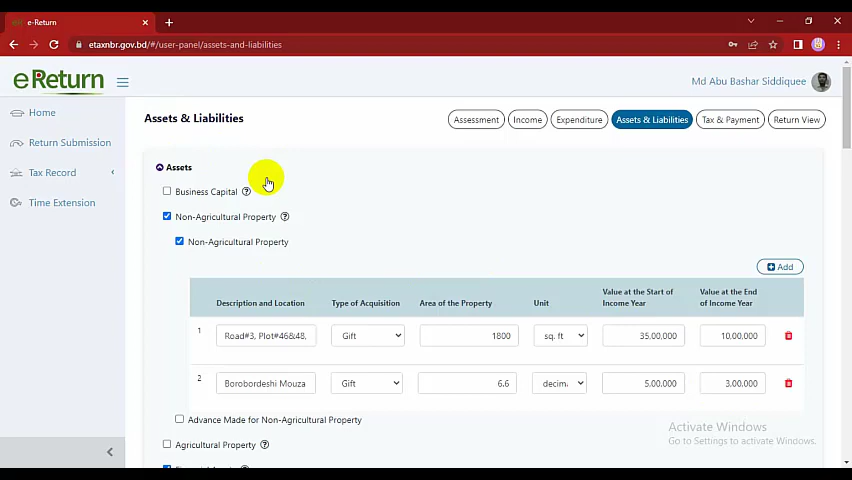 e-Return
etaxnbr.gov.bd/#/user-panel/assets-and-liabilities
eReturn
Md Abu Bashar Siddiquee
Home
Return Submission
Tax Record
Time Extension
Assets & Liabilities
Assessment
Income
Expenditure
Assets & Liabilities
Tax & Payment
Return View
Assets
Business Capital
Non-Agricultural Property
Non-Agricultural Property
Add
Description and Location
Type of Acquisition
Area of the Property
Unit
Value at the Start of
Income Year
Value at the End
of Income Year
1
Road#3, Plot#46&48,
Gift
1800
sq. ft
35,00,000
10,00,000
2
Borobordeshi Mouza
Gift
6.6
decim
5,00,000
3,00,000
Advance Made for Non-Agricultural Property
Agricultural Property
Activate Windows
Go to Settings to activate Windows.